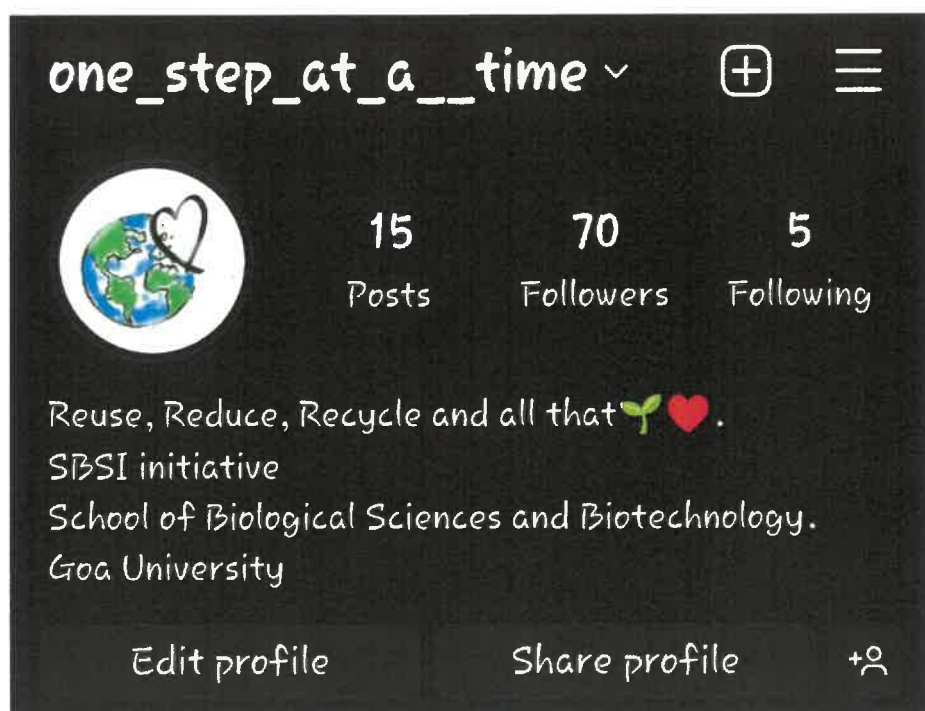 one_step_at_a__time
15 70 5
Posts Followers Following
Reuse, Reduce, Recycle and all that🌱❤️.
SBSI initiative
School of Biological Sciences and Biotechnology.
Goa University
Edit profile Share profile